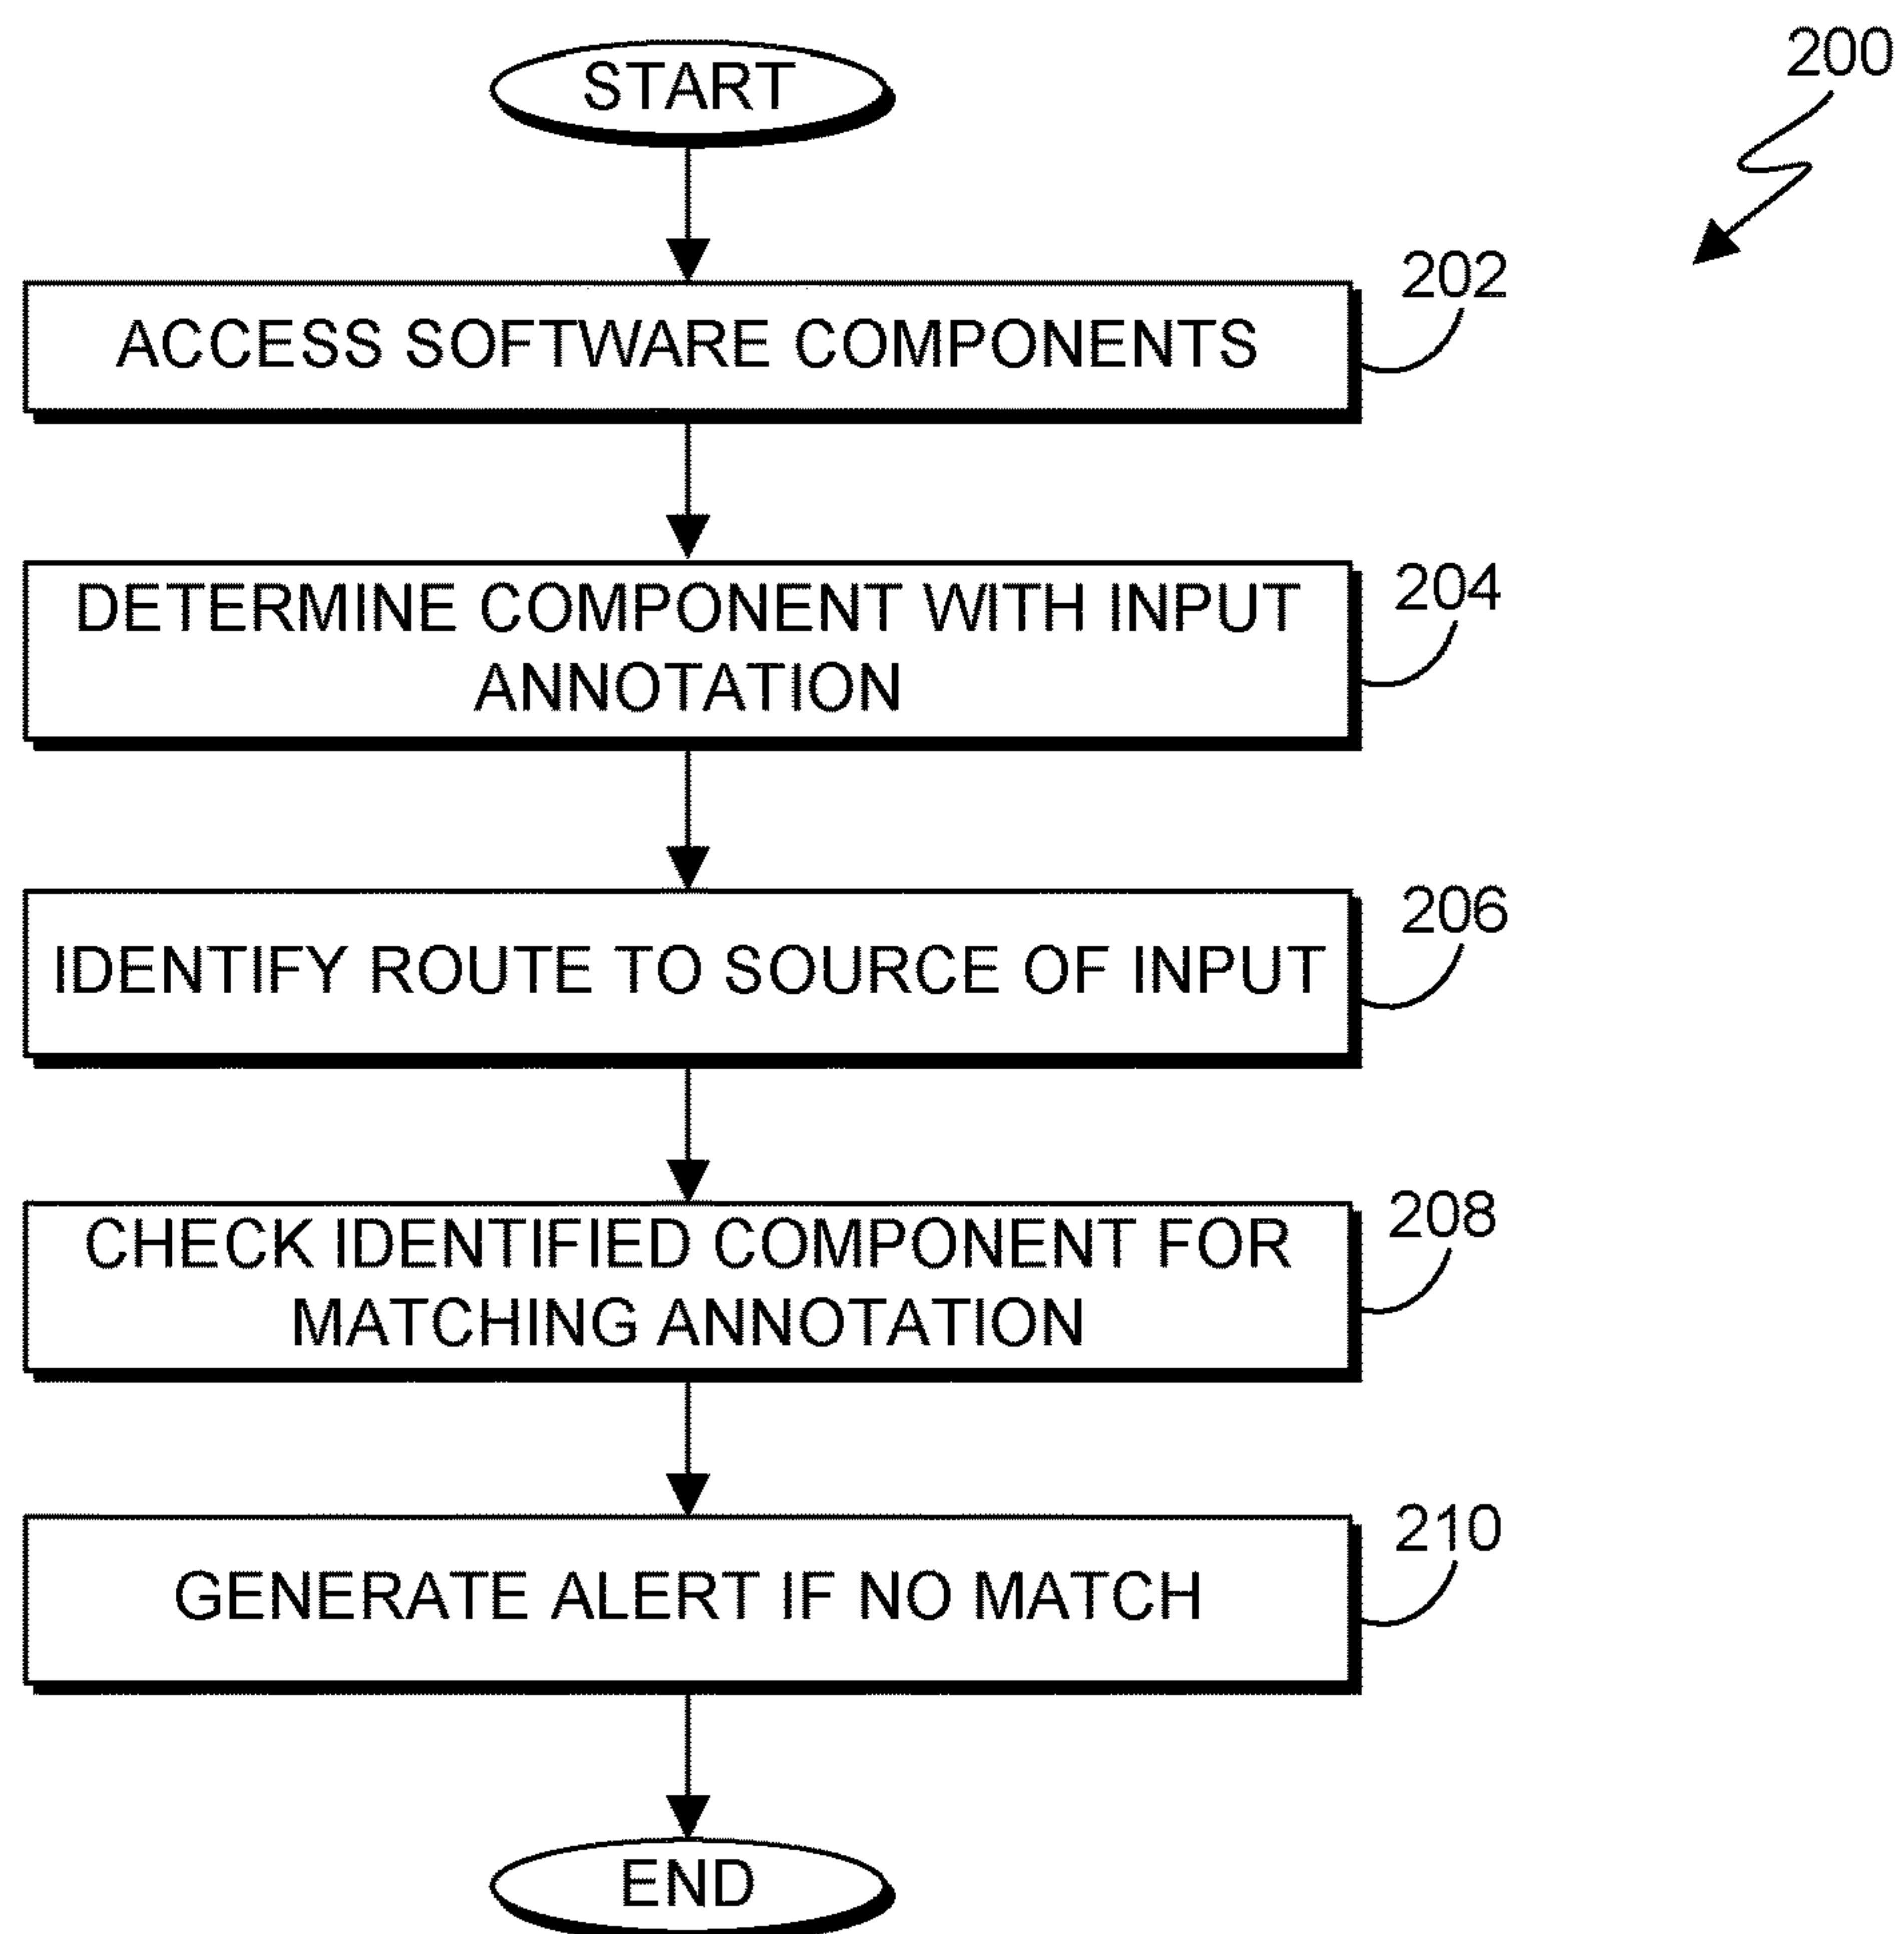 START
200
202
ACCESS SOFTWARE COMPONENTS
204
DETERMINE COMPONENT WITH INPUT
ANNOTATION
206
IDENTIFY ROUTE TO SOURCE OF INPUT
208
CHECK IDENTIFIED COMPONENT FOR
MATCHING ANNOTATION
210
GENERATE ALERT IF NO MATCH
END